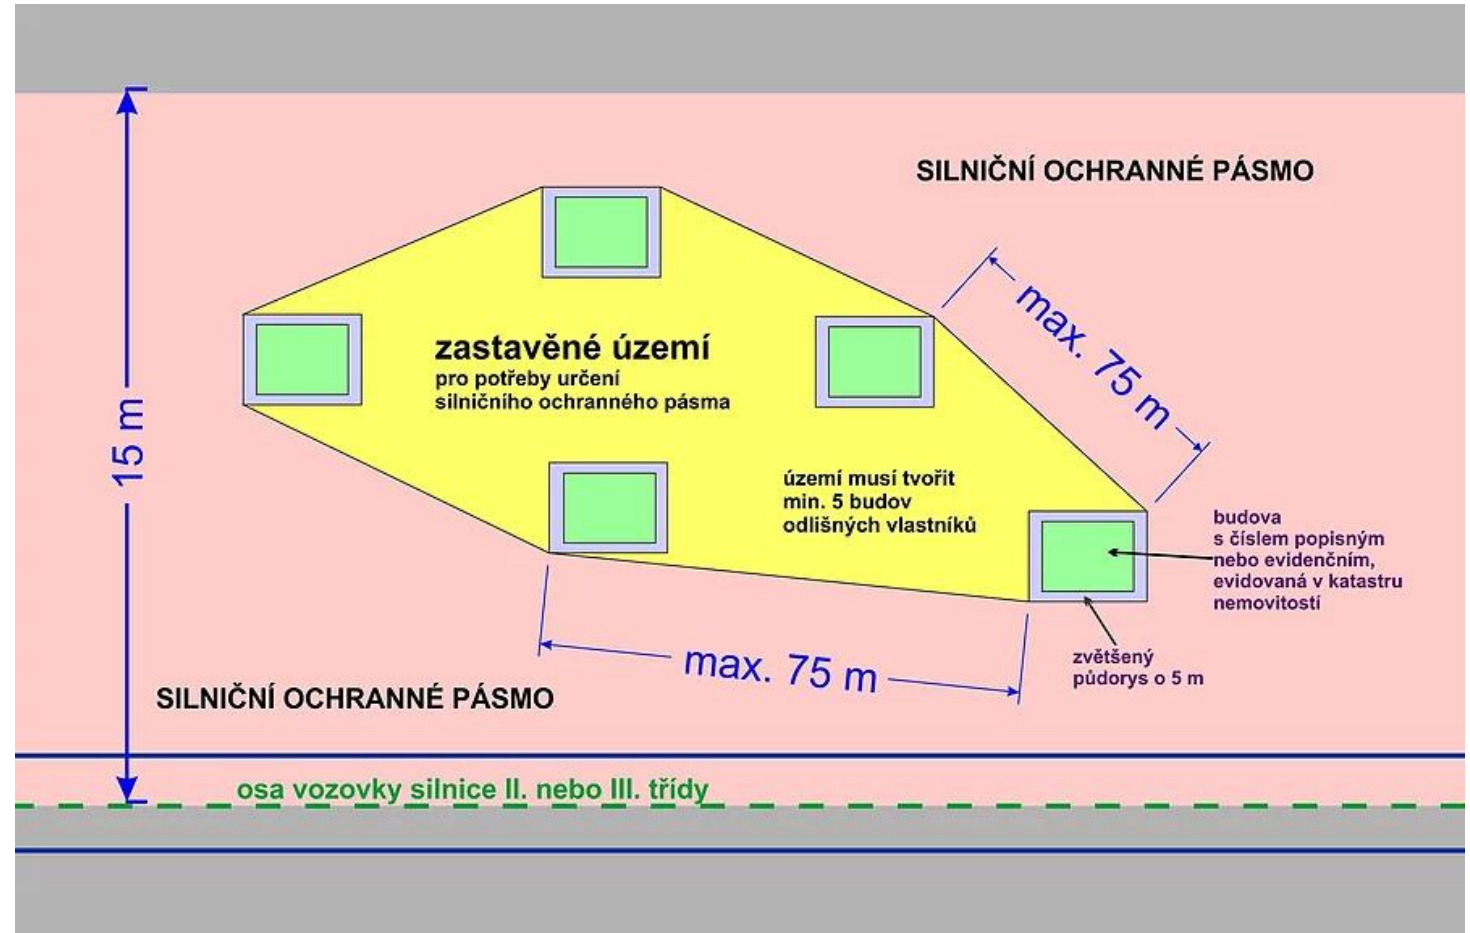 SILNIČNÍ OCHRANNÉ PÁSMO
max. 75 m
zastavěné území
pro potřeby určení
silničního ochranného pásma
15 m
území musí tvořit
min. 5 budov
odlišných vlastníků
budova
s číslem popisným
nebo evidenčním,
evidovaná v katastru
nemovitostí
zvětšený
půdorys o 5 m
max. 75 m
SILNIČNÍ OCHRANNÉ PÁSMO
osa vozovky silnice II. nebo III. třídy